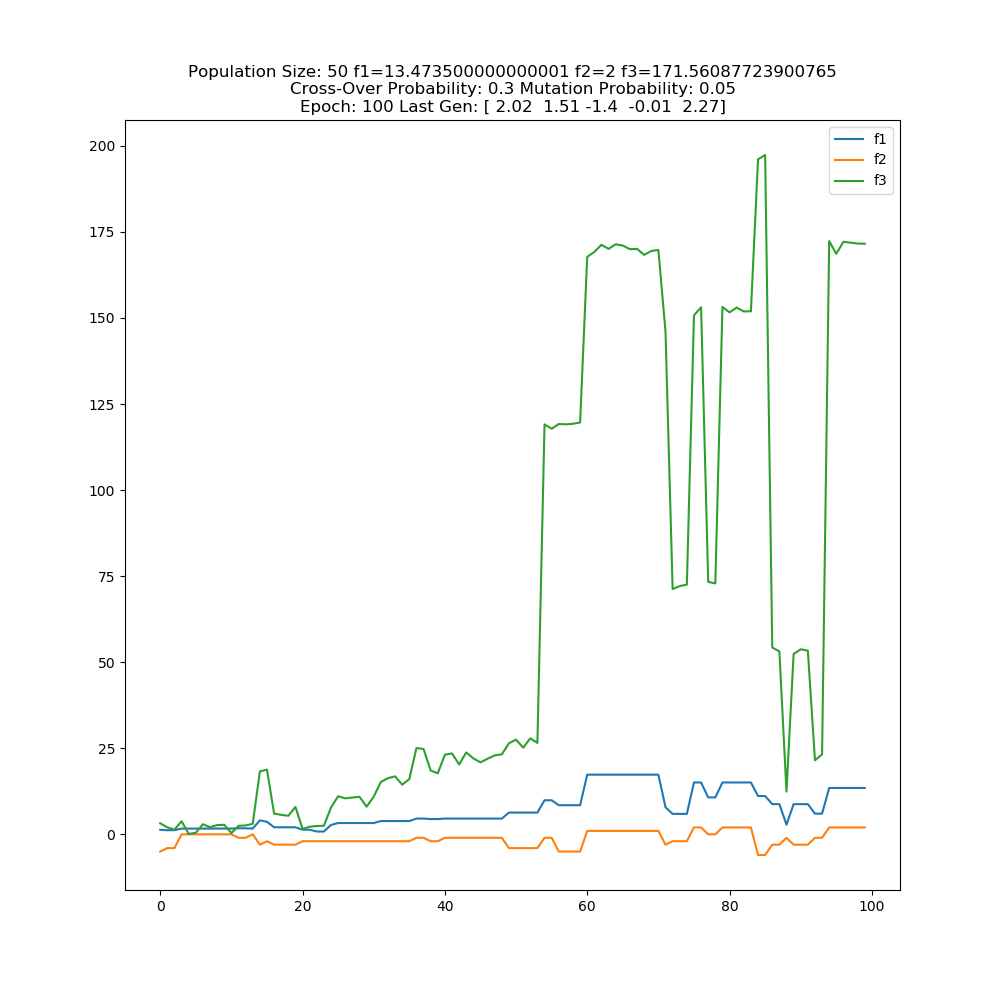 Population Size: 50 f1=13.473500000000001 f2=2 f3=171.56087723900765
Cross-Over Probability: 0.3 Mutation Probability: 0.05
Epoch: 100 Last Gen: [ 2.02  1.51 -1.4  -0.01  2.27]
f1
f2
f3
200
175
150
125
100
75
50
25
0
0 20 40 60 80 100